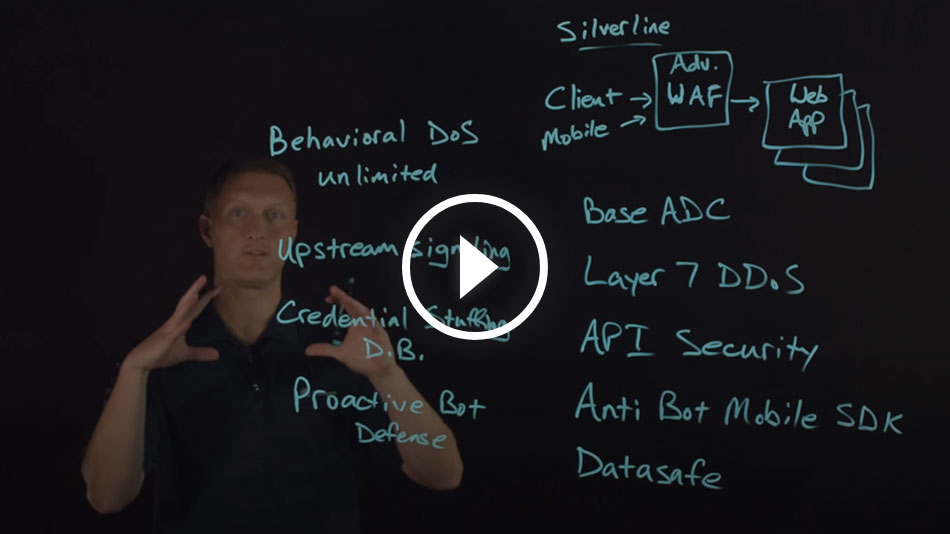 Silverline
Adv.
WAF
Client
Mobile
Web
App
Behavioral DoS
unlimited
Upstream signaling
Credential Stuffing
D.B.
Proactive Bot
Defense
Base ADC
Layer 7 DDoS
API Security
Anti Bot Mobile SDK
Datasafe